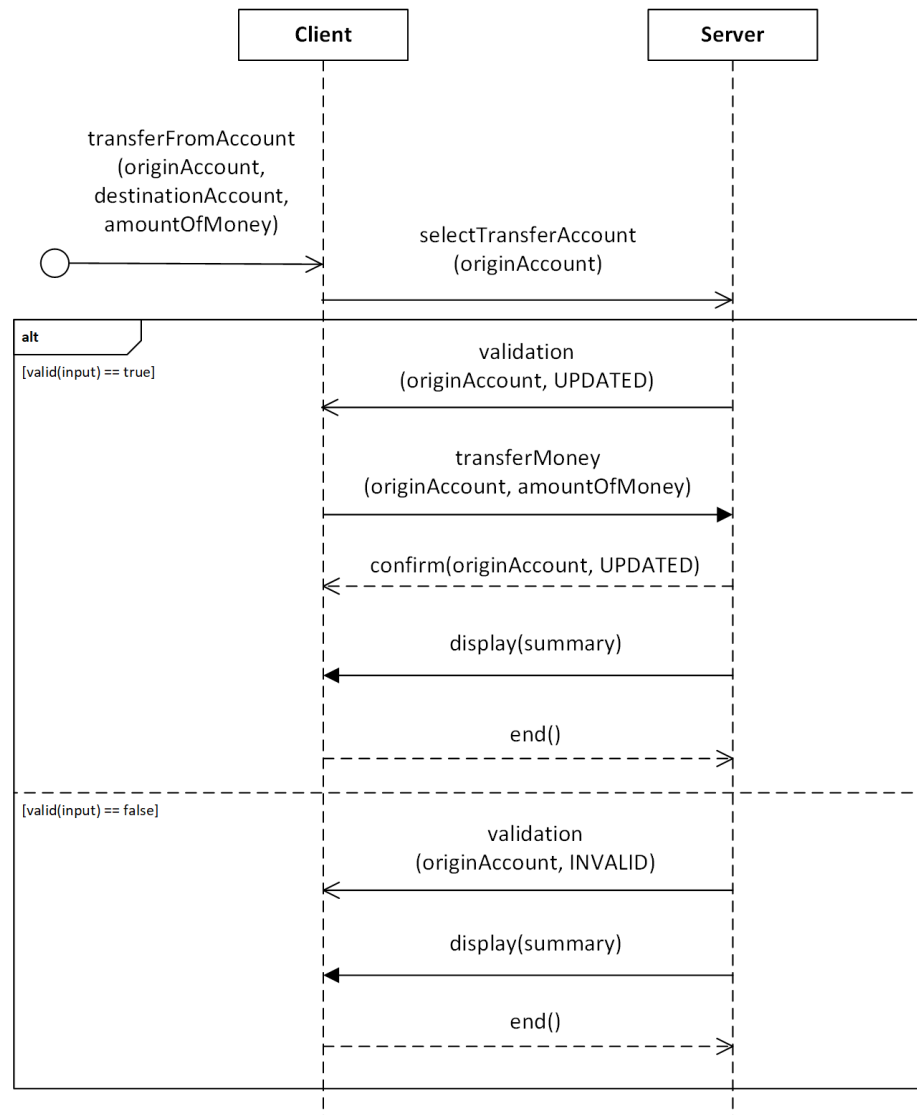 Client
Server
transferFromAccount
(originAccount,
destinationAccount,
amountOfMoney)
selectTransferAccount
(originAccount)
alt
[valid(input) == true]
validation
(originAccount, UPDATED)
transferMoney
(originAccount, amountOfMoney)
confirm(originAccount, UPDATED)
display(summary)
end()
[valid(input) == false]
validation
(originAccount, INVALID)
display(summary)
end()